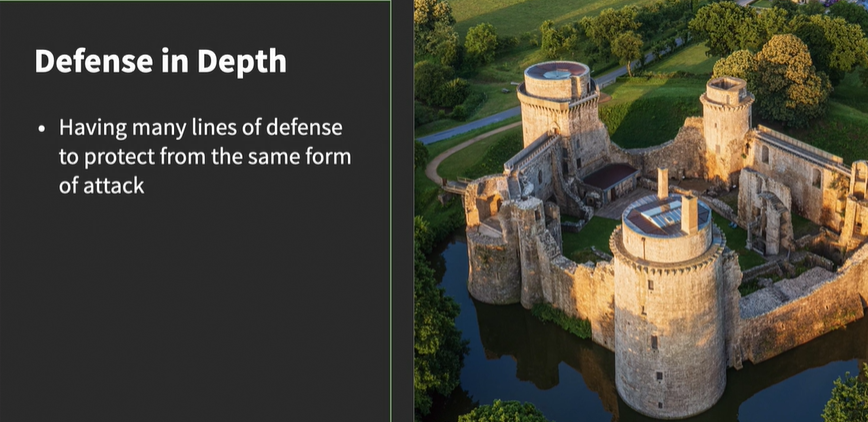 Defense in Depth
• Having many lines of defense
to protect from the same form
of attack